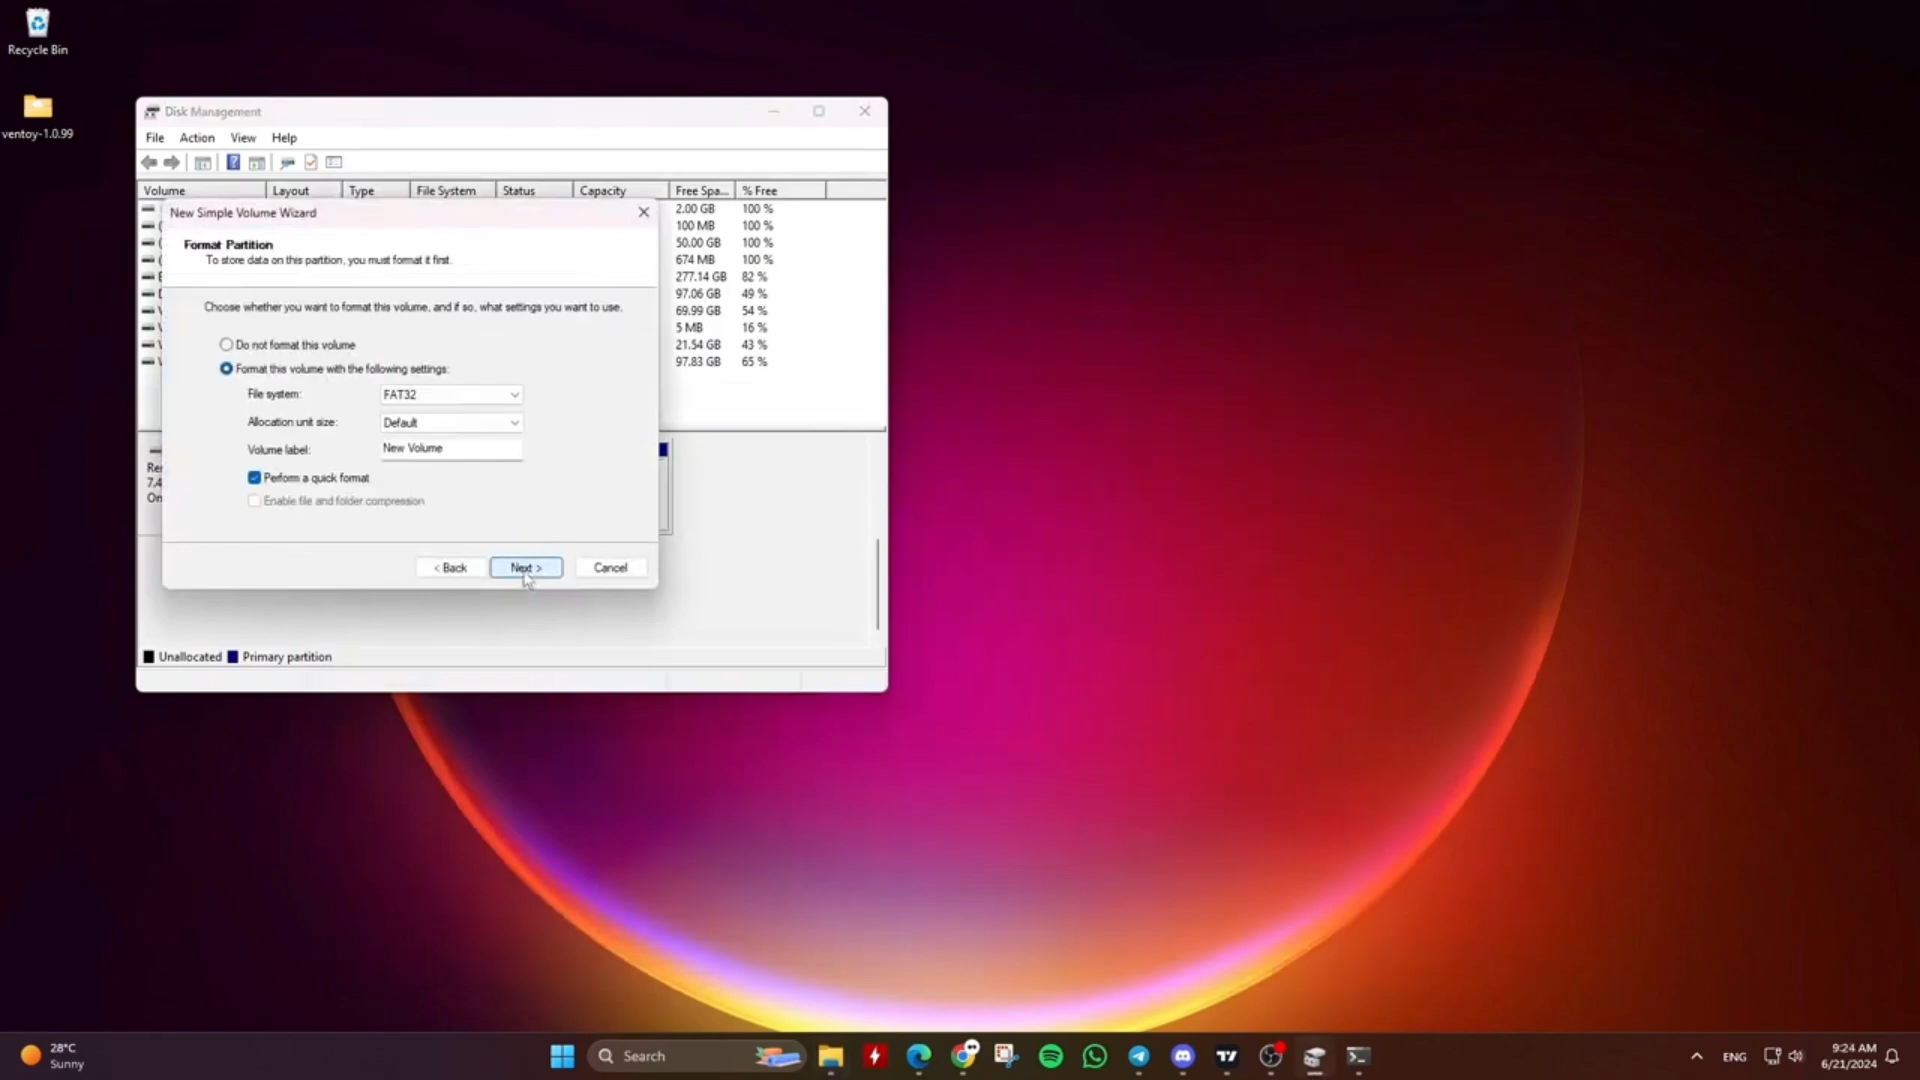 Recycle Bin
ventoy-1.0.99
Disk Management
File Action View Help
Volume Layout Type File System Status Capacity Free Spa... % Free
2.00 GB 100 %
100 MB 100 %
50.00 GB 100 %
674 MB 100 %
277.14 GB 82 %
97.06 GB 49 %
69.99 GB 54 %
5 MB 16 %
21.54 GB 43 %
97.83 GB 65 %
New Simple Volume Wizard
Format Partition
To store data on this partition, you must format it first.
Choose whether you want to format this volume, and if so, what settings you want to use.
Do not format this volume
Format this volume with the following settings:
File system: FAT32
Allocation unit size: Default
Volume label: New Volume
Perform a quick format
Enable file and folder compression
< Back Next > Cancel
Re
7.4
On
Unallocated Primary partition
28°C
Sunny
Search
ENG
9:24 AM
6/21/2024